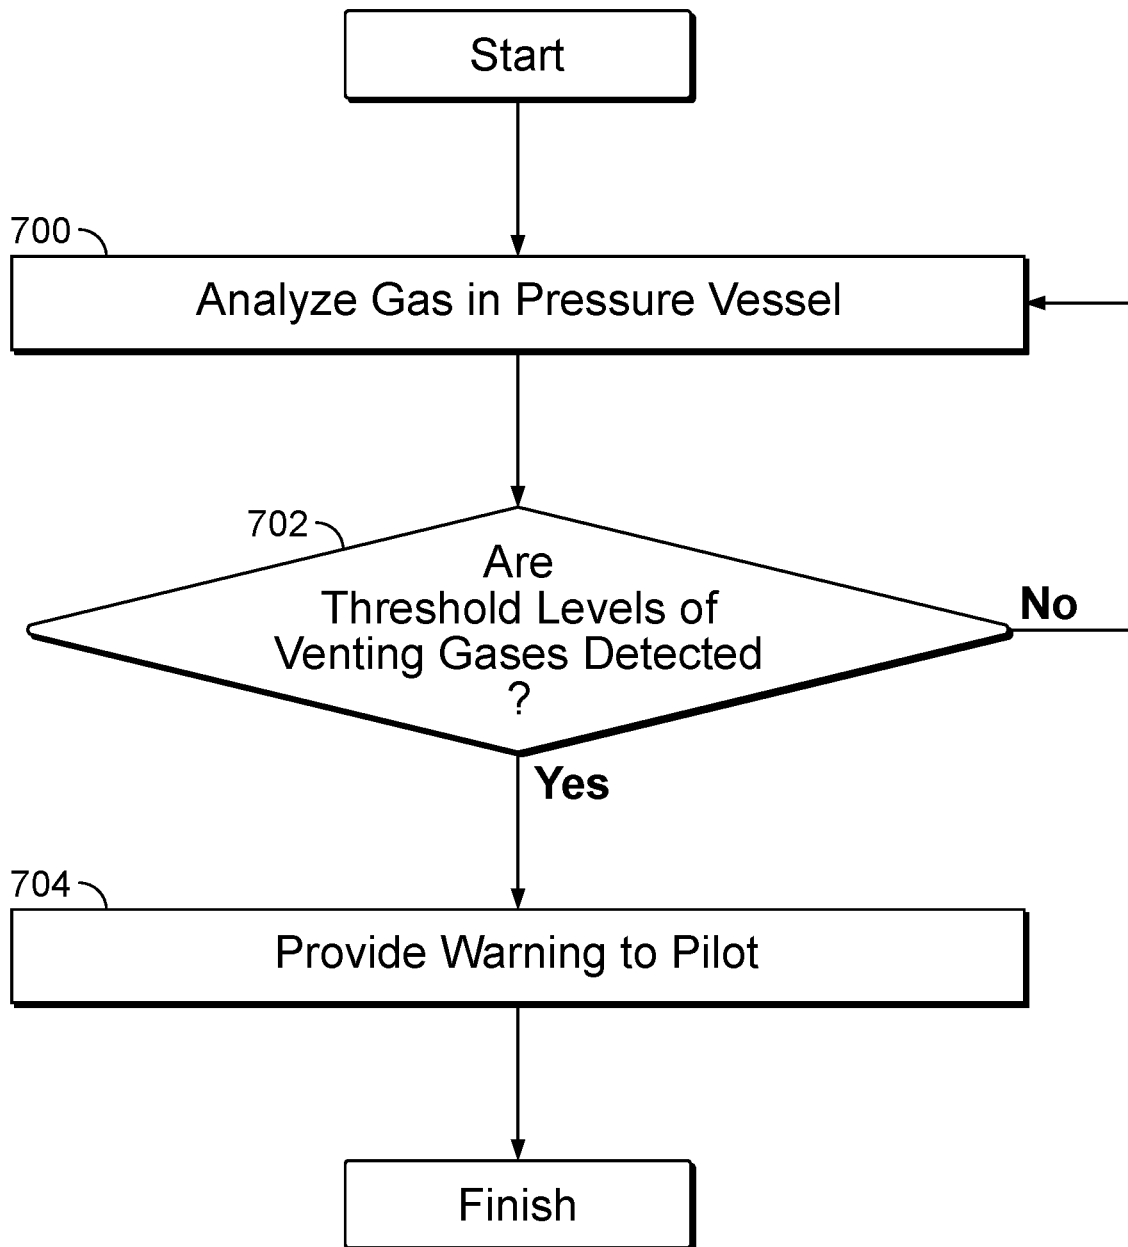 Start
700
Analyze Gas in Pressure Vessel
702
Are
Threshold Levels of
Venting Gases Detected
?
No
Yes
704
Provide Warning to Pilot
Finish